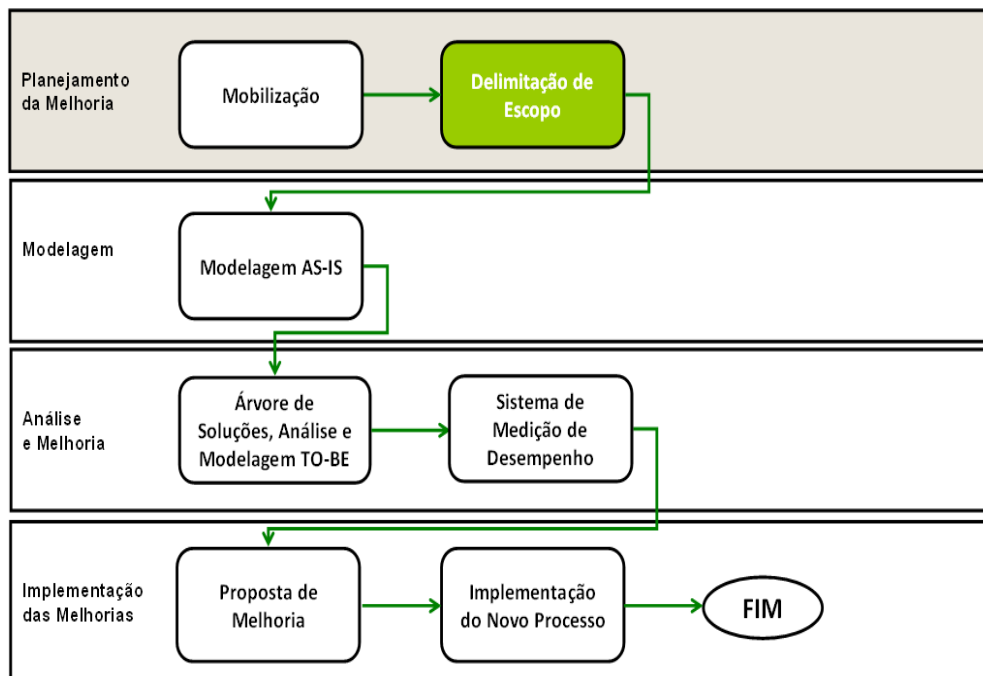 Planejamento
da Melhoria
Mobilização
Delimitação de
Escopo
Modelagem
Modelagem AS-IS
Análise
e Melhoria
Árvore de
Soluções, Análise e
Modelagem TO-BE
Sistema de
Medição de
Desempenho
Implementação
das Melhorias
Proposta de
Melhoria
Implementação
do Novo Processo
FIM